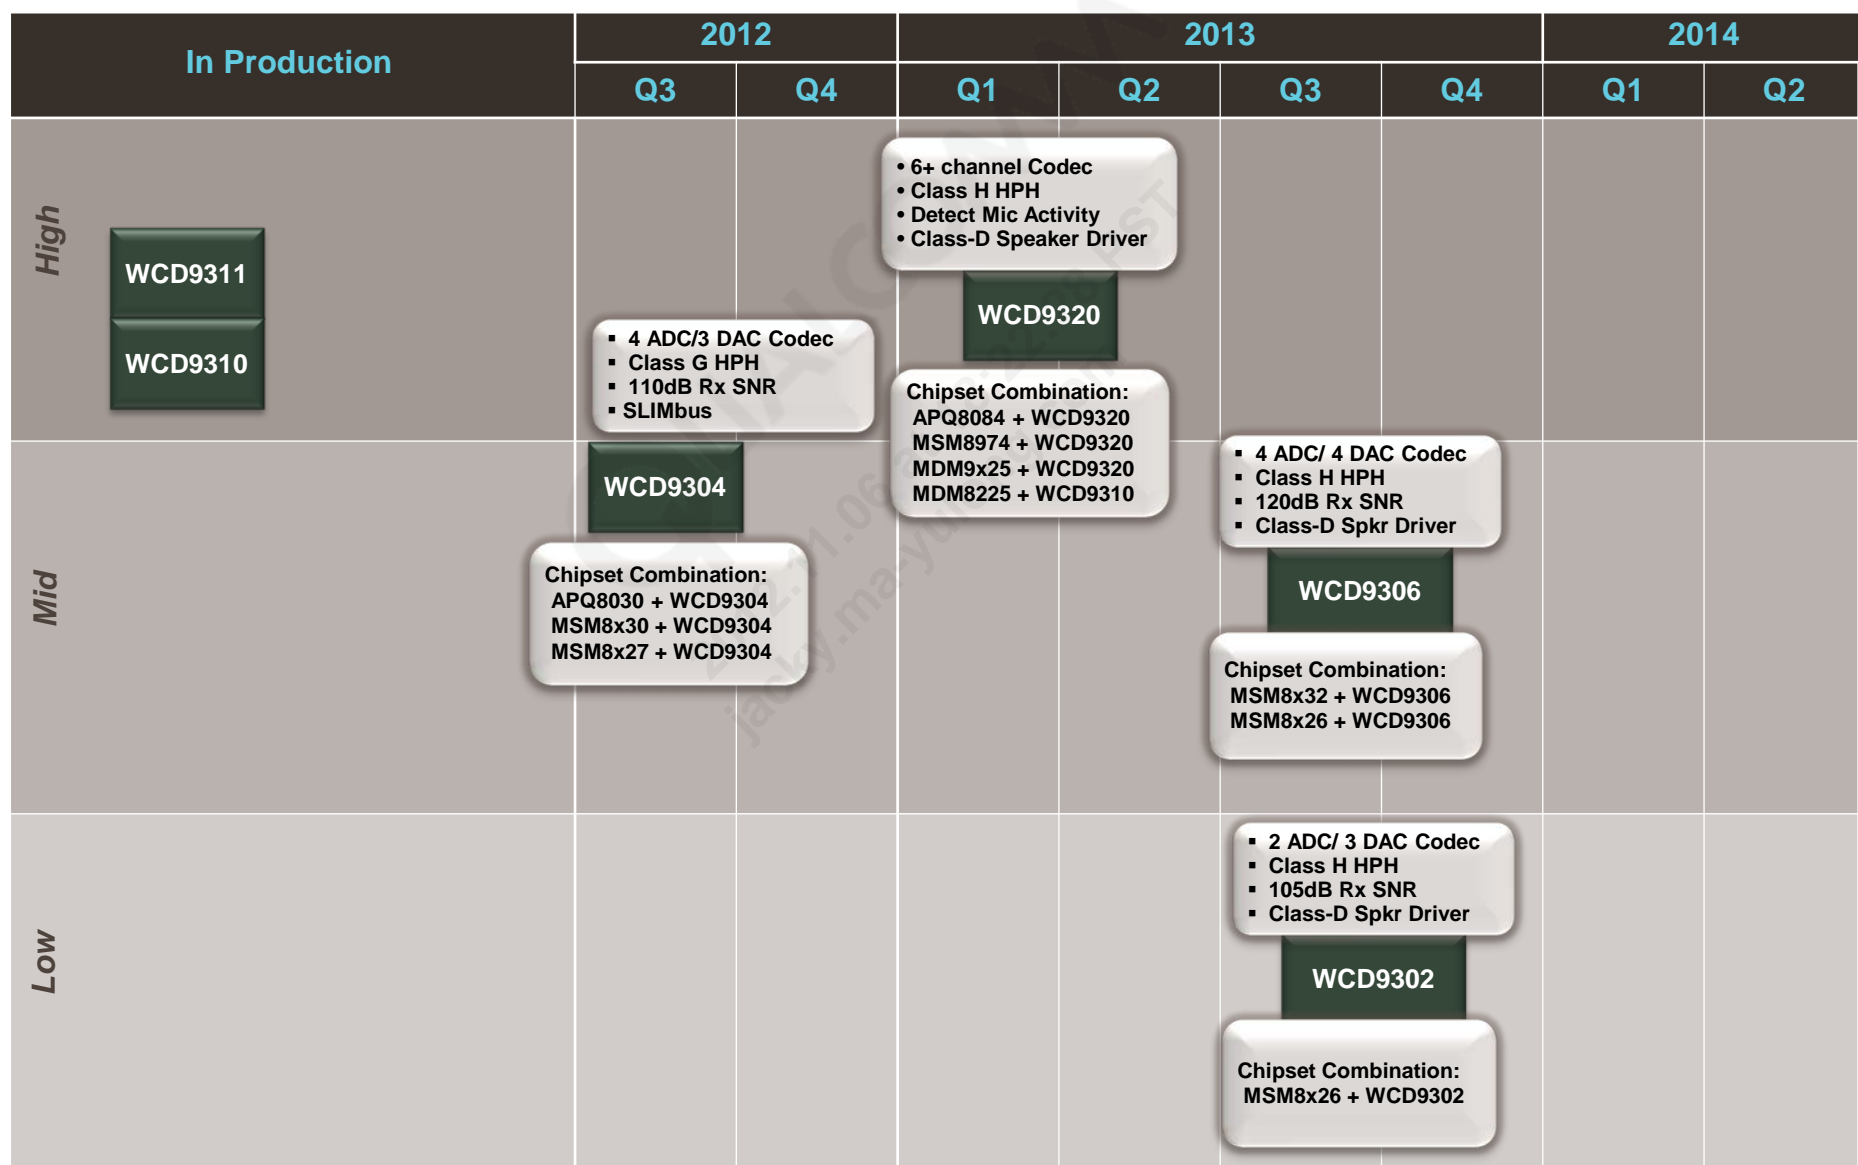 In Production
2012
2013
2014
Q3
Q4
Q1
Q2
Q3
Q4
Q1
Q2
High
WCD9311
WCD9310
▪ 4 ADC/3 DAC Codec
▪ Class G HPH
▪ 110dB Rx SNR
▪ SLIMbus
• 6+ channel Codec
• Class H HPH
• Detect Mic Activity
• Class-D Speaker Driver
WCD9320
Chipset Combination:
APQ8084 + WCD9320
MSM8974 + WCD9320
MDM9x25 + WCD9320
MDM8225 + WCD9310
Mid
WCD9304
Chipset Combination:
APQ8030 + WCD9304
MSM8x30 + WCD9304
MSM8x27 + WCD9304
▪ 4 ADC/ 4 DAC Codec
▪ Class H HPH
▪ 120dB Rx SNR
▪ Class-D Spkr Driver
WCD9306
Chipset Combination:
MSM8x32 + WCD9306
MSM8x26 + WCD9306
Low
▪ 2 ADC/ 3 DAC Codec
▪ Class H HPH
▪ 105dB Rx SNR
▪ Class-D Spkr Driver
WCD9302
Chipset Combination:
MSM8x26 + WCD9302